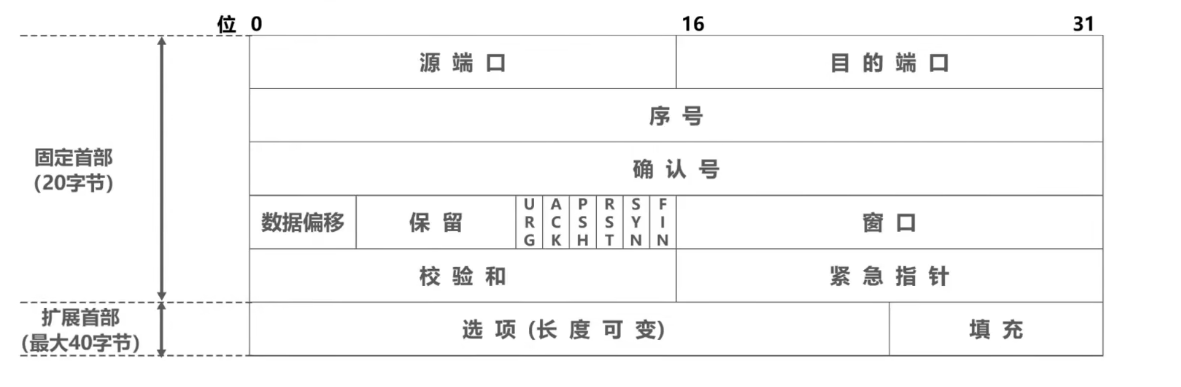 位 0 16 31
源端口 目的端口
序号
确认号
固定首部
(20字节)
数据偏移 保留 URG ACK PSH RST SYN FIN 窗口
校验和 紧急指针
扩展首部
(最大40字节)
选项(长度可变) 填充